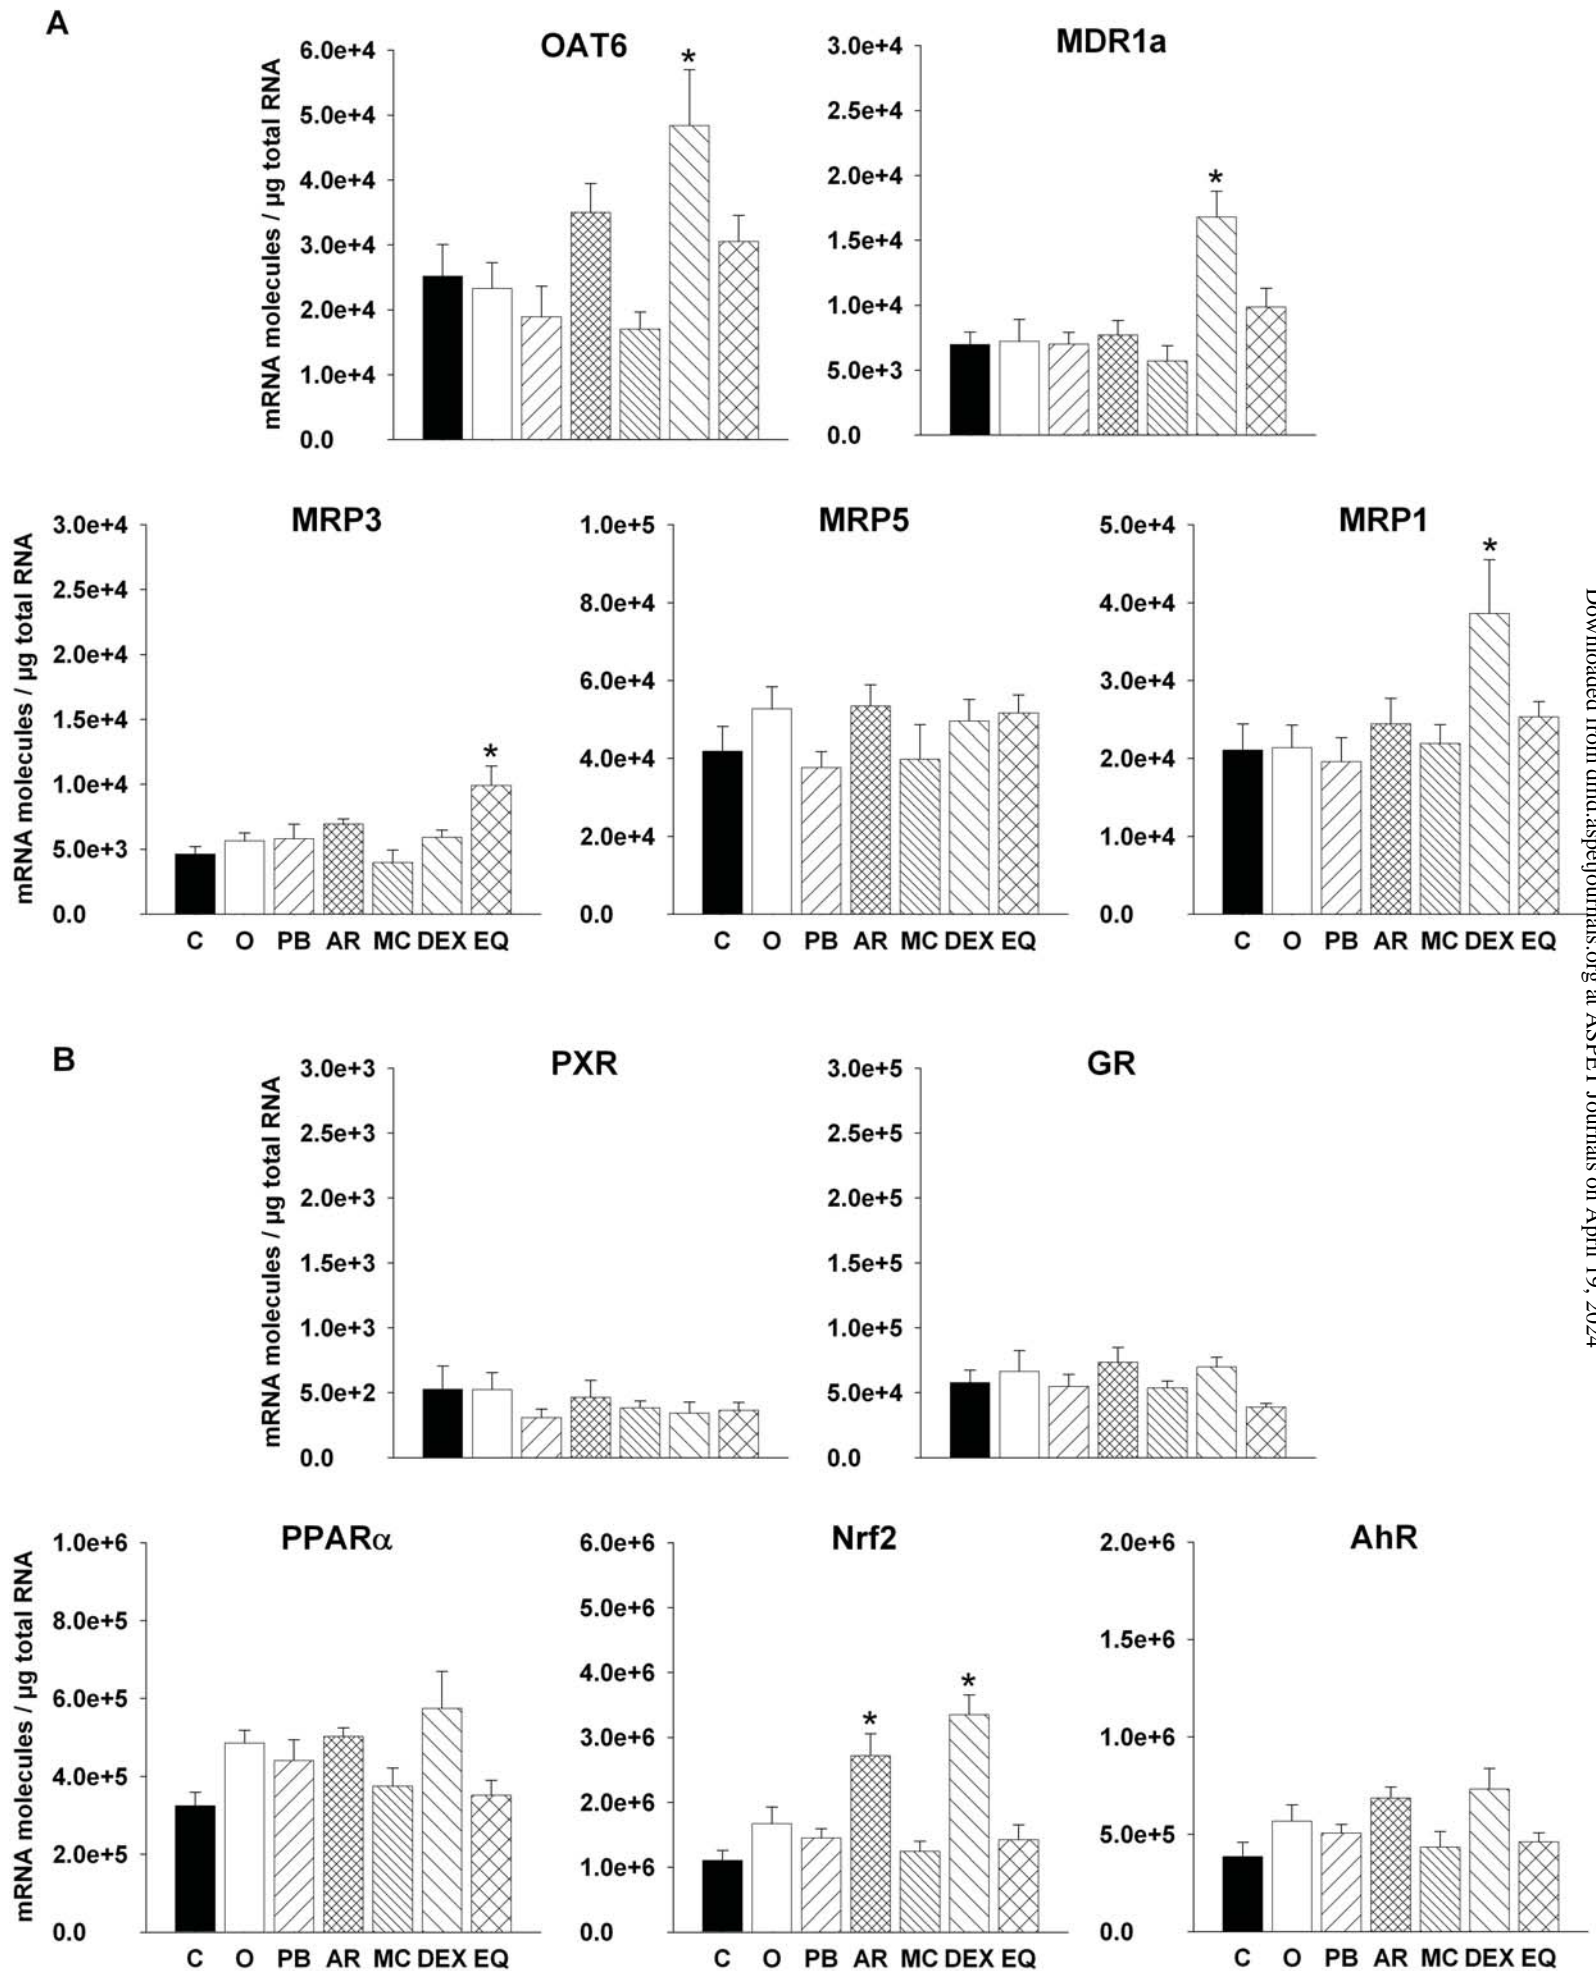 A
OAT6
mRNA molecules / µg total RNA
6.0e+4
5.0e+4
4.0e+4
3.0e+4
2.0e+4
1.0e+4
0.0
*
MDR1a
3.0e+4
2.5e+4
2.0e+4
1.5e+4
1.0e+4
5.0e+3
0.0
*
MRP3
mRNA molecules / µg total RNA
3.0e+4
2.5e+4
2.0e+4
1.5e+4
1.0e+4
5.0e+3
0.0
*
C O PB AR MC DEX EQ
MRP5
1.0e+5
8.0e+4
6.0e+4
4.0e+4
2.0e+4
0.0
C O PB AR MC DEX EQ
MRP1
5.0e+4
4.0e+4
3.0e+4
2.0e+4
1.0e+4
0.0
*
C O PB AR MC DEX EQ
B
PXR
mRNA molecules / µg total RNA
3.0e+3
2.5e+3
2.0e+3
1.5e+3
1.0e+3
5.0e+2
0.0
GR
3.0e+5
2.5e+5
2.0e+5
1.5e+5
1.0e+5
5.0e+4
0.0
PPARα
mRNA molecules / µg total RNA
1.0e+6
8.0e+5
6.0e+5
4.0e+5
2.0e+5
0.0
C O PB AR MC DEX EQ
Nrf2
6.0e+6
5.0e+6
4.0e+6
3.0e+6
2.0e+6
1.0e+6
0.0
*
*
C O PB AR MC DEX EQ
AhR
2.0e+6
1.5e+6
1.0e+6
5.0e+5
0.0
C O PB AR MC DEX EQ
Downloaded from dmd.aspetjournals.org at ASPET Journals on April 19, 2024